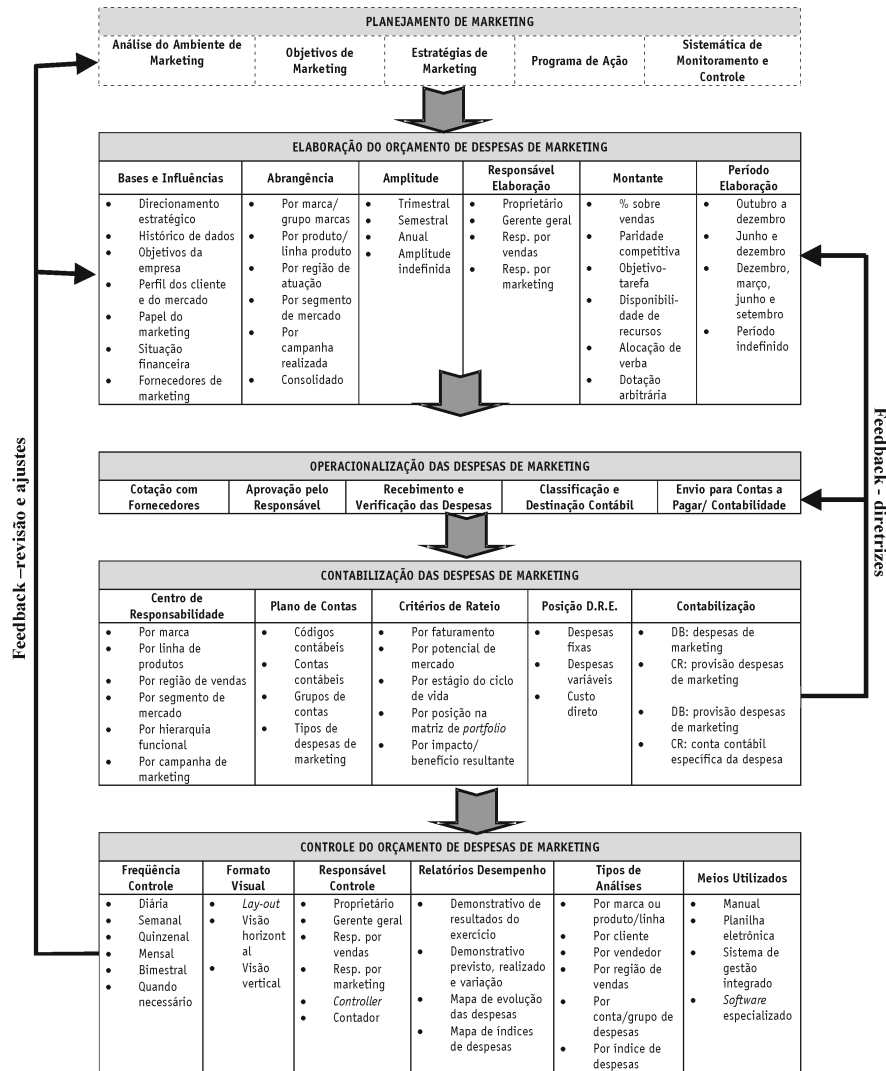 PLANEJAMENTO DE MARKETING
Análise do Ambiente de
Marketing
Objetivos de
Marketing
Estratégias de
Marketing
Programa de Ação
Sistemática de
Monitoramento e
Controle
ELABORAÇÃO DO ORÇAMENTO DE DESPESAS DE MARKETING
Bases e Influências
• Direcionamento
estratégico
• Histórico de dados
• Objetivos da
empresa
• Perfil dos cliente
e do mercado
• Papel do
marketing
• Situação
financeira
• Fornecedores de
marketing
Abrangência
• Por marca/
grupo marcas
• Por produto/
linha produto
• Por região de
atuação
• Por segmento
de mercado
• Por
campanha
realizada
• Consolidado
Amplitude
• Trimestral
• Semestral
• Anual
• Amplitude
indefinida
Responsável
Elaboração
• Proprietário
• Gerente geral
• Resp. por
vendas
• Resp. por
marketing
Montante
• % sobre
vendas
• Paridade
competitiva
• Objetivo-
tarefa
• Disponibili-
dade de
recursos
• Alocação de
verba
• Dotação
arbitrária
Período
Elaboração
• Outubro a
dezembro
• Junho e
dezembro
• Dezembro,
março,
junho e
setembro
• Período
indefinido
OPERACIONALIZAÇÃO DAS DESPESAS DE MARKETING
Cotação com
Fornecedores
Aprovação pelo
Responsável
Recebimento e
Verificação das Despesas
Classificação e
Destinação Contábil
Envio para Contas a
Pagar/ Contabilidade
CONTABILIZAÇÃO DAS DESPESAS DE MARKETING
Centro de
Responsabilidade
• Por marca
• Por linha de
produtos
• Por região de vendas
• Por segmento de
mercado
• Por hierarquia
funcional
• Por campanha de
marketing
Plano de Contas
• Códigos
contábeis
• Contas
contábeis
• Grupos de
contas
• Tipos de
despesas de
marketing
Critérios de Rateio
• Por faturamento
• Por potencial de
mercado
• Por estágio do ciclo
de vida
• Por posição na
matriz de portfolio
• Por impacto/
benefício resultante
Posição D.R.E.
• Despesas
fixas
• Despesas
variáveis
• Custo
direto
Contabilização
• DB: despesas de
marketing
• CR: provisão despesas
de marketing
• DB: provisão despesas
de marketing
• CR: conta contábil
específica da despesa
CONTROLE DO ORÇAMENTO DE DESPESAS DE MARKETING
Freqüência
Controle
• Diária
• Semanal
• Quinzenal
• Mensal
• Bimestral
• Quando
necessário
Formato
Visual
• Lay-out
• Visão
horizont
al
• Visão
vertical
Responsável
Controle
• Proprietário
• Gerente geral
• Resp. por
vendas
• Resp. por
marketing
• Controller
• Contador
Relatórios Desempenho
• Demonstrativo de
resultados do
exercício
• Demonstrativo
previsto, realizado
e variação
• Mapa de evolução
das despesas
• Mapa de índices
de despesas
Tipos de
Análises
• Por marca ou
produto/linha
• Por cliente
• Por vendedor
• Por região de
vendas
• Por
conta/grupo de
despesas
• Por índice de
despesas
Meios Utilizados
• Manual
• Planilha
eletrônica
• Sistema de
gestão
integrado
• Software
especializado
Feedback –revisão e ajustes
Feedback - diretrizes